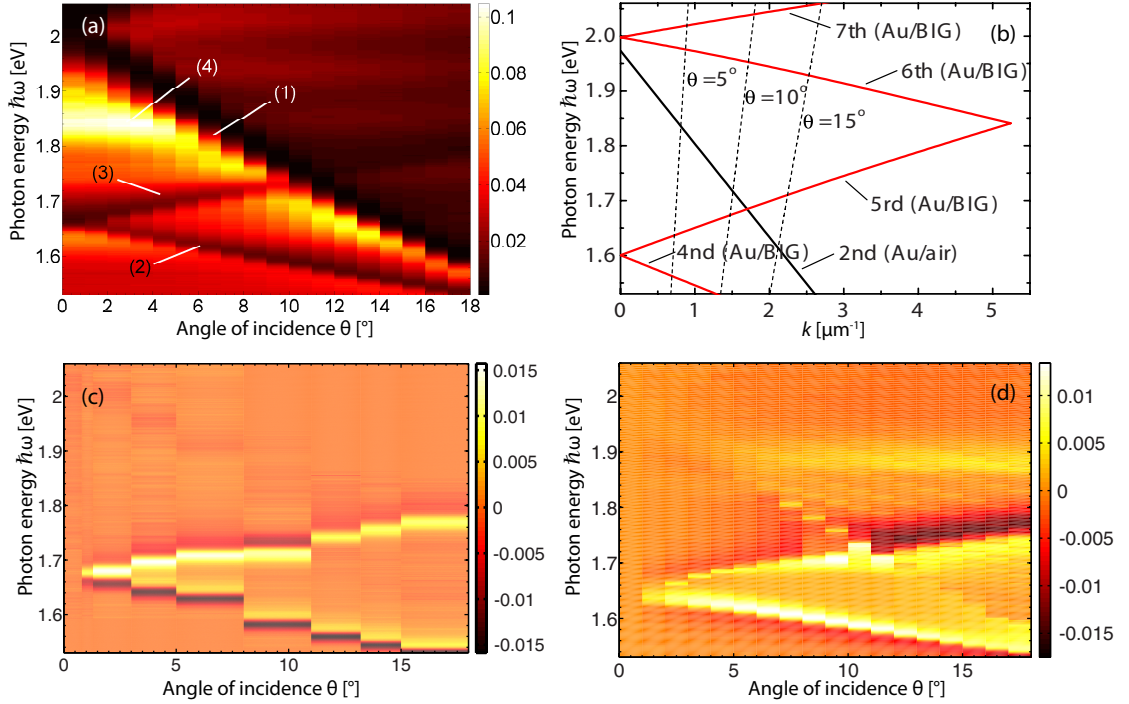 (a)
(4)
(1)
(3)
(2)
Photon energy ħω [eV]
2
1.9
1.8
1.7
1.6
0 2 4 6 8 10 12 14 16 18
Angle of incidence θ [°]
0.1
0.08
0.06
0.04
0.02
(b)
7th (Au/BIG)
6th (Au/BIG)
θ = 5°
θ = 10°
θ = 15°
5rd (Au/BIG)
4nd (Au/BIG)
2nd (Au/air)
Photon energy ħω [eV]
2.0
1.9
1.8
1.7
1.6
0 1 2 3 4 5
k [μm⁻¹]
(c)
Photon energy ħω [eV]
2
1.9
1.8
1.7
1.6
0 5 10 15
Angle of incidence θ [°]
0.015
0.01
0.005
0
-0.005
-0.01
-0.015
(d)
Photon energy ħω [eV]
2
1.9
1.8
1.7
1.6
0 5 10 15
Angle of incidence θ [°]
0.01
0.005
0
-0.005
-0.01
-0.015